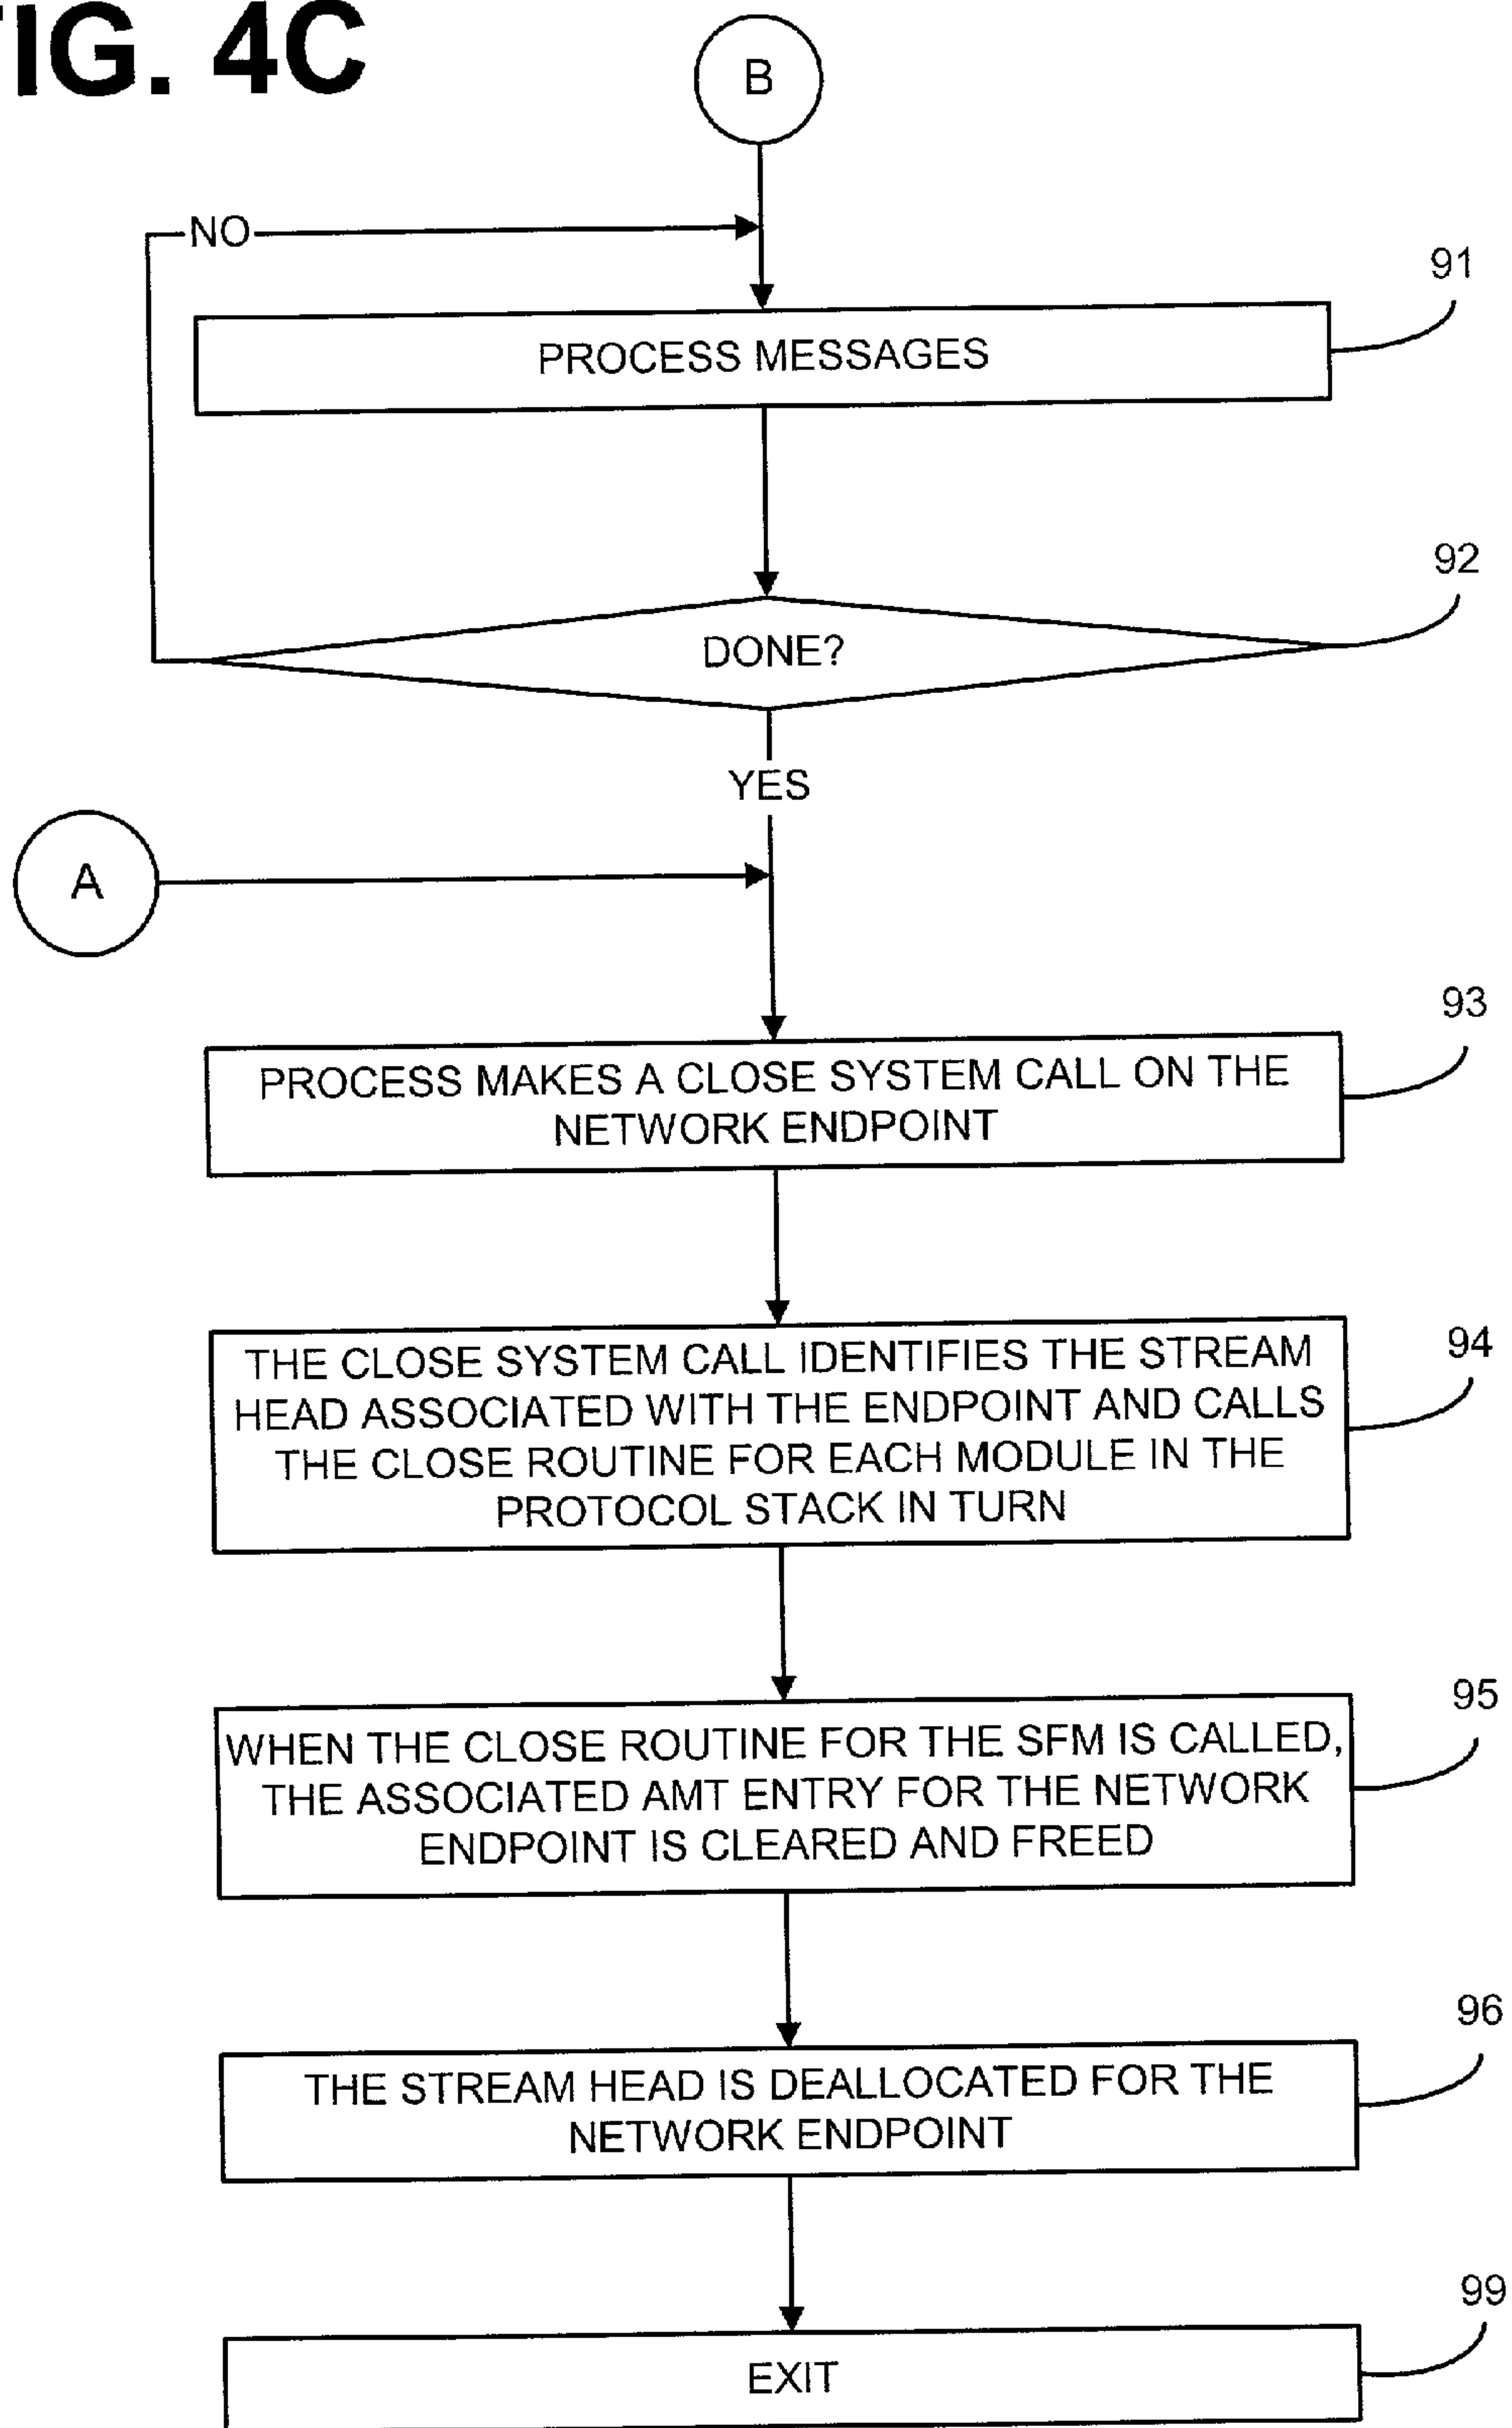 FIG. 4C
B
NO
91
PROCESS MESSAGES
92
DONE?
YES
A
93
PROCESS MAKES A CLOSE SYSTEM CALL ON THE
NETWORK ENDPOINT
94
THE CLOSE SYSTEM CALL IDENTIFIES THE STREAM
HEAD ASSOCIATED WITH THE ENDPOINT AND CALLS
THE CLOSE ROUTINE FOR EACH MODULE IN THE
PROTOCOL STACK IN TURN
95
WHEN THE CLOSE ROUTINE FOR THE SFM IS CALLED,
THE ASSOCIATED AMT ENTRY FOR THE NETWORK
ENDPOINT IS CLEARED AND FREED
96
THE STREAM HEAD IS DEALLOCATED FOR THE
NETWORK ENDPOINT
99
EXIT